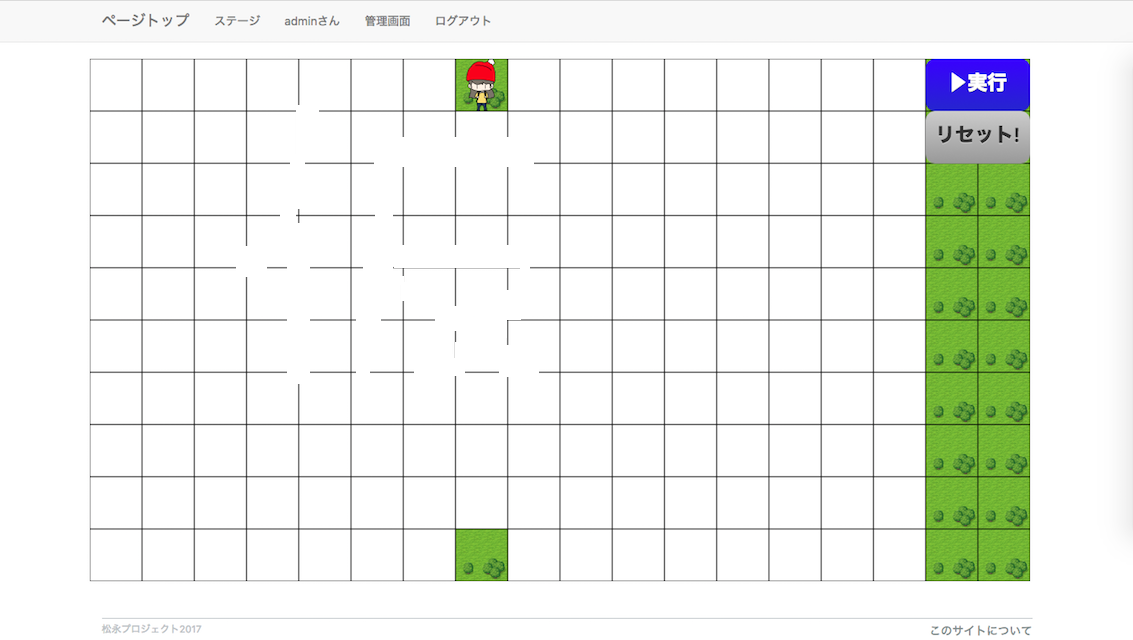 ページトップ ステージ adminさん 管理画面 ログアウト
▶実行
リセット!
松永プロジェクト2017
このサイトについて